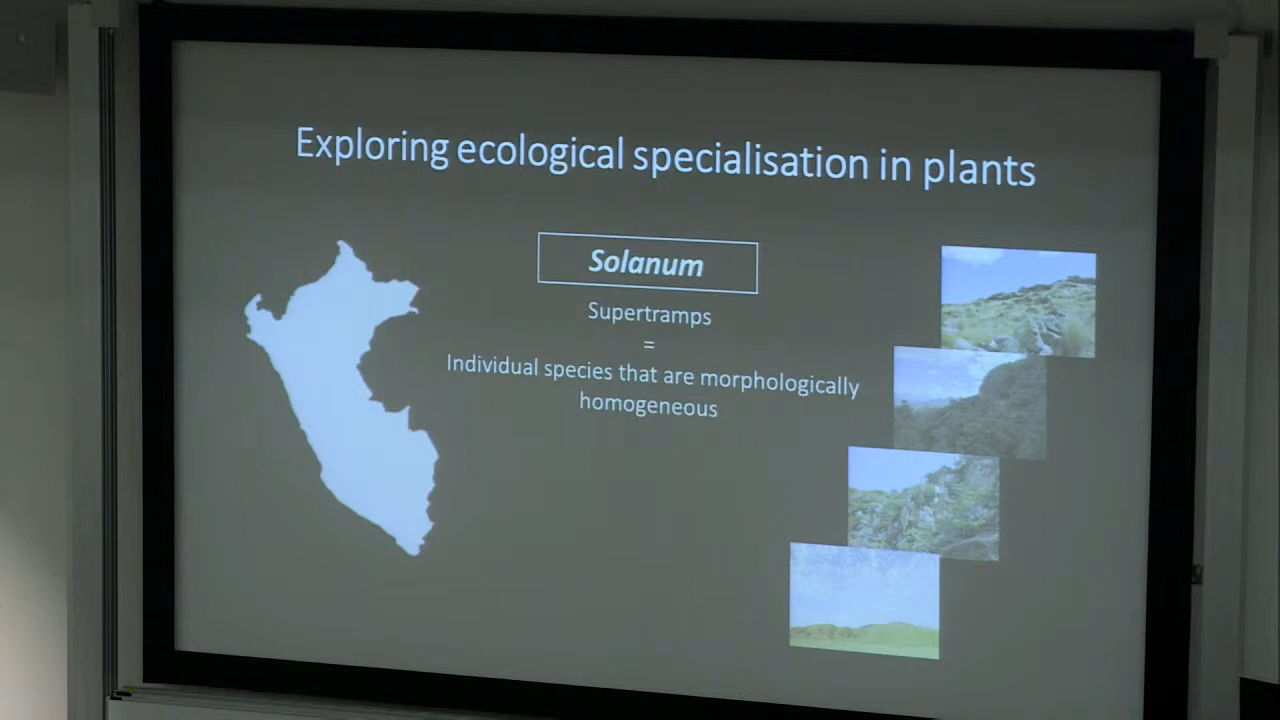 Exploring ecological specialisation in plants
Solanum
Supertramps
=
Individual species that are morphologically
homogeneous